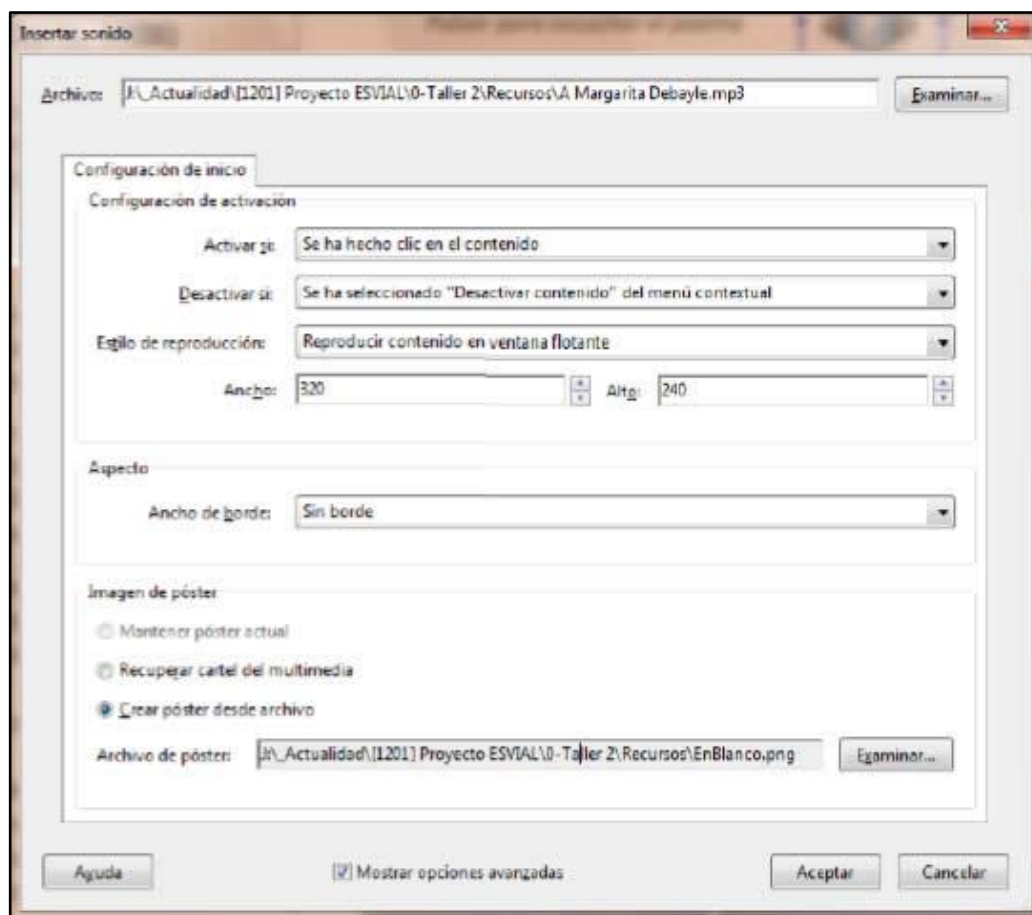 Insertar sonido
Archivo: J:\_Actualidad\[1201] Proyecto ESVIAL\0-Taller 2\Recursos\A Margarita Debayle.mp3 Examinar...
Configuración de inicio
Configuración de activación
Activar si: Se ha hecho clic en el contenido
Desactivar si: Se ha seleccionado "Desactivar contenido" del menú contextual
Estilo de reproducción: Reproducir contenido en ventana flotante
Ancho: 320 Alto: 240
Aspecto
Ancho de borde: Sin borde
Imagen de póster
Mantener póster actual
Recuperar cartel del multimedia
Crear póster desde archivo
Archivo de póster: J:\_Actualidad\[1201] Proyecto ESVIAL\0-Taller 2\Recursos\EnBlanco.png Examinar...
Ayuda Mostrar opciones avanzadas Aceptar Cancelar